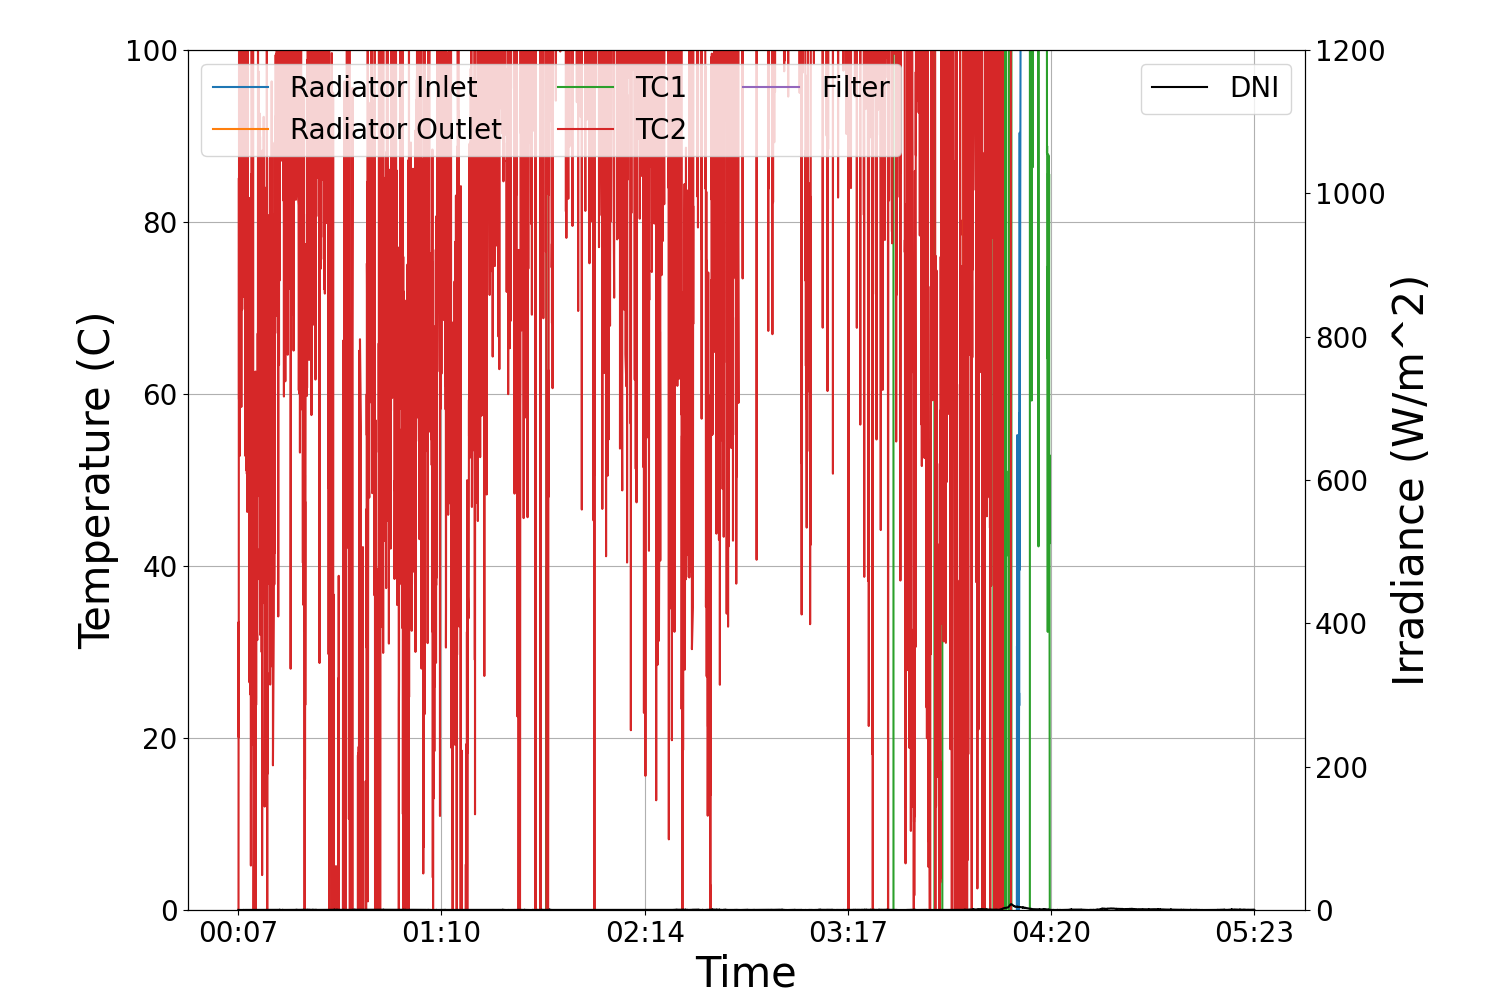 Radiator Inlet
Radiator Outlet
TC1
TC2
Filter
DNI
100
80
60
40
20
0
Temperature (C)
1200
1000
800
600
400
200
0
Irradiance (W/m^2)
00:07 01:10 02:14 03:17 04:20 05:23
Time